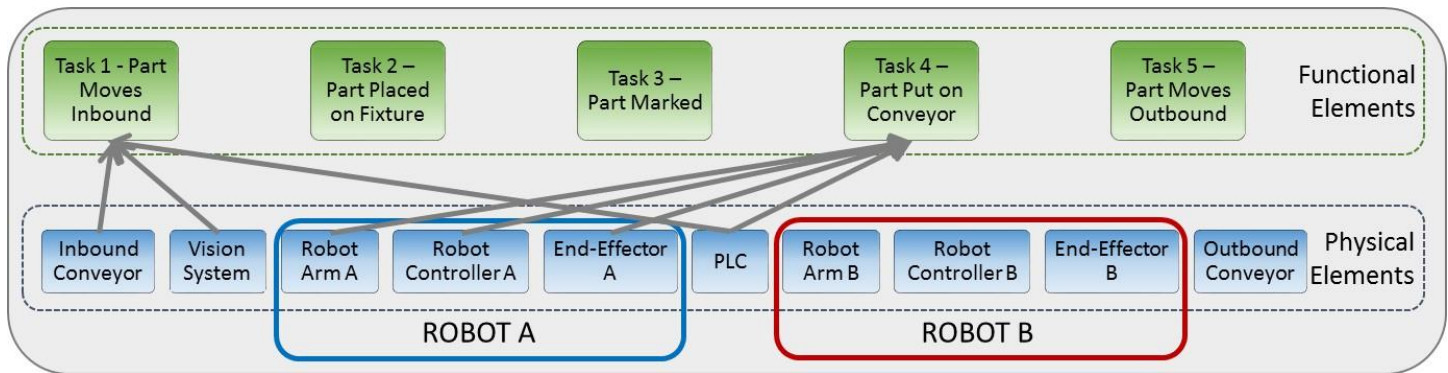 Task 1 - Part
Moves
Inbound
Task 2 –
Part Placed
on Fixture
Task 3 –
Part Marked
Task 4 –
Part Put on
Conveyor
Task 5 –
Part Moves
Outbound
Functional
Elements
Inbound
Conveyor
Vision
System
Robot
Arm A
Robot
Controller A
End-Effector
A
PLC
Robot
Arm B
Robot
Controller B
End-Effector
B
Outbound
Conveyor
Physical
Elements
ROBOT A
ROBOT B